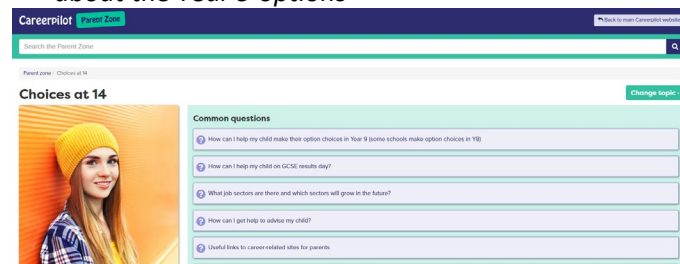 about the Year 8 options
Careerpilot Parent Zone
Back to main Careerpilot website
Search the Parent Zone
Parent zone / Choices at 14
Choices at 14
Change topic
Common questions
How can I help my child make their option choices in Year 9 (some schools make option choices in Y8)
How can I help my child on GCSE results day?
What job sectors are there and which sectors will grow in the future?
How can I get help to advise my child?
Useful links to career-related sites for parents